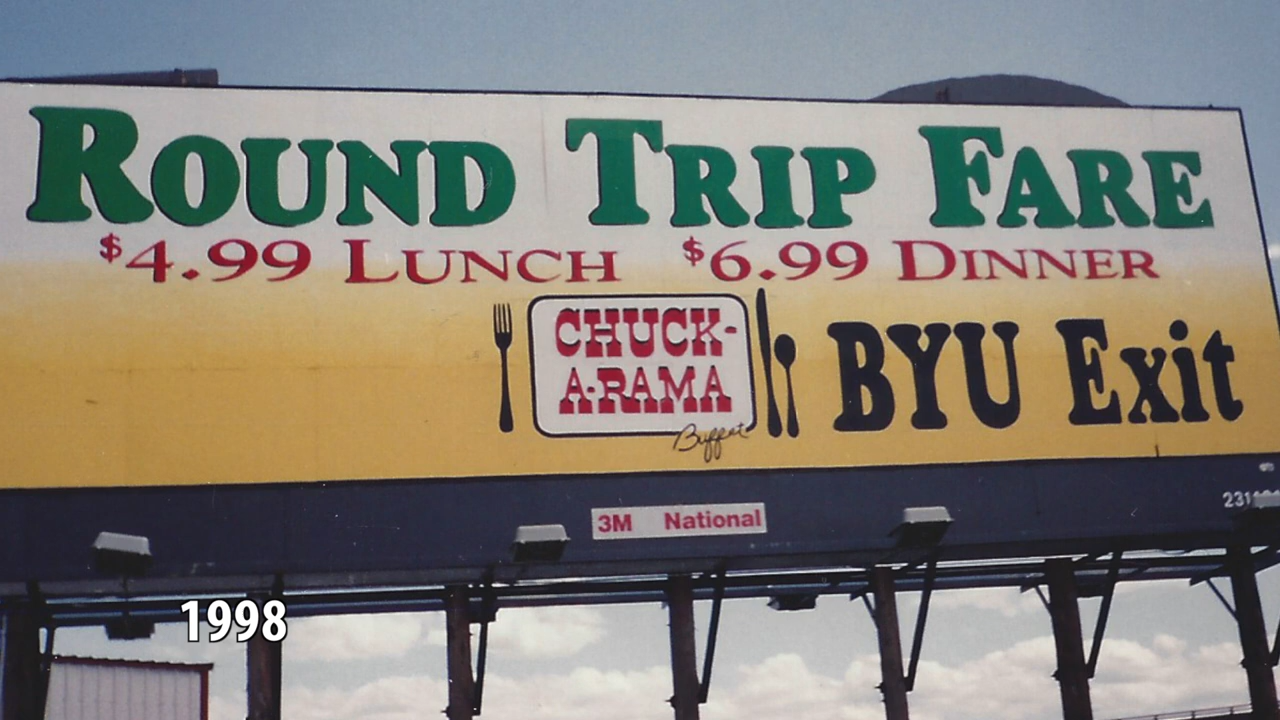 ROUND TRIP FARE
$4.99 LUNCH $6.99 DINNER
CHUCK-
A-RAMA
Buffet
BYU Exit
3M National
1998